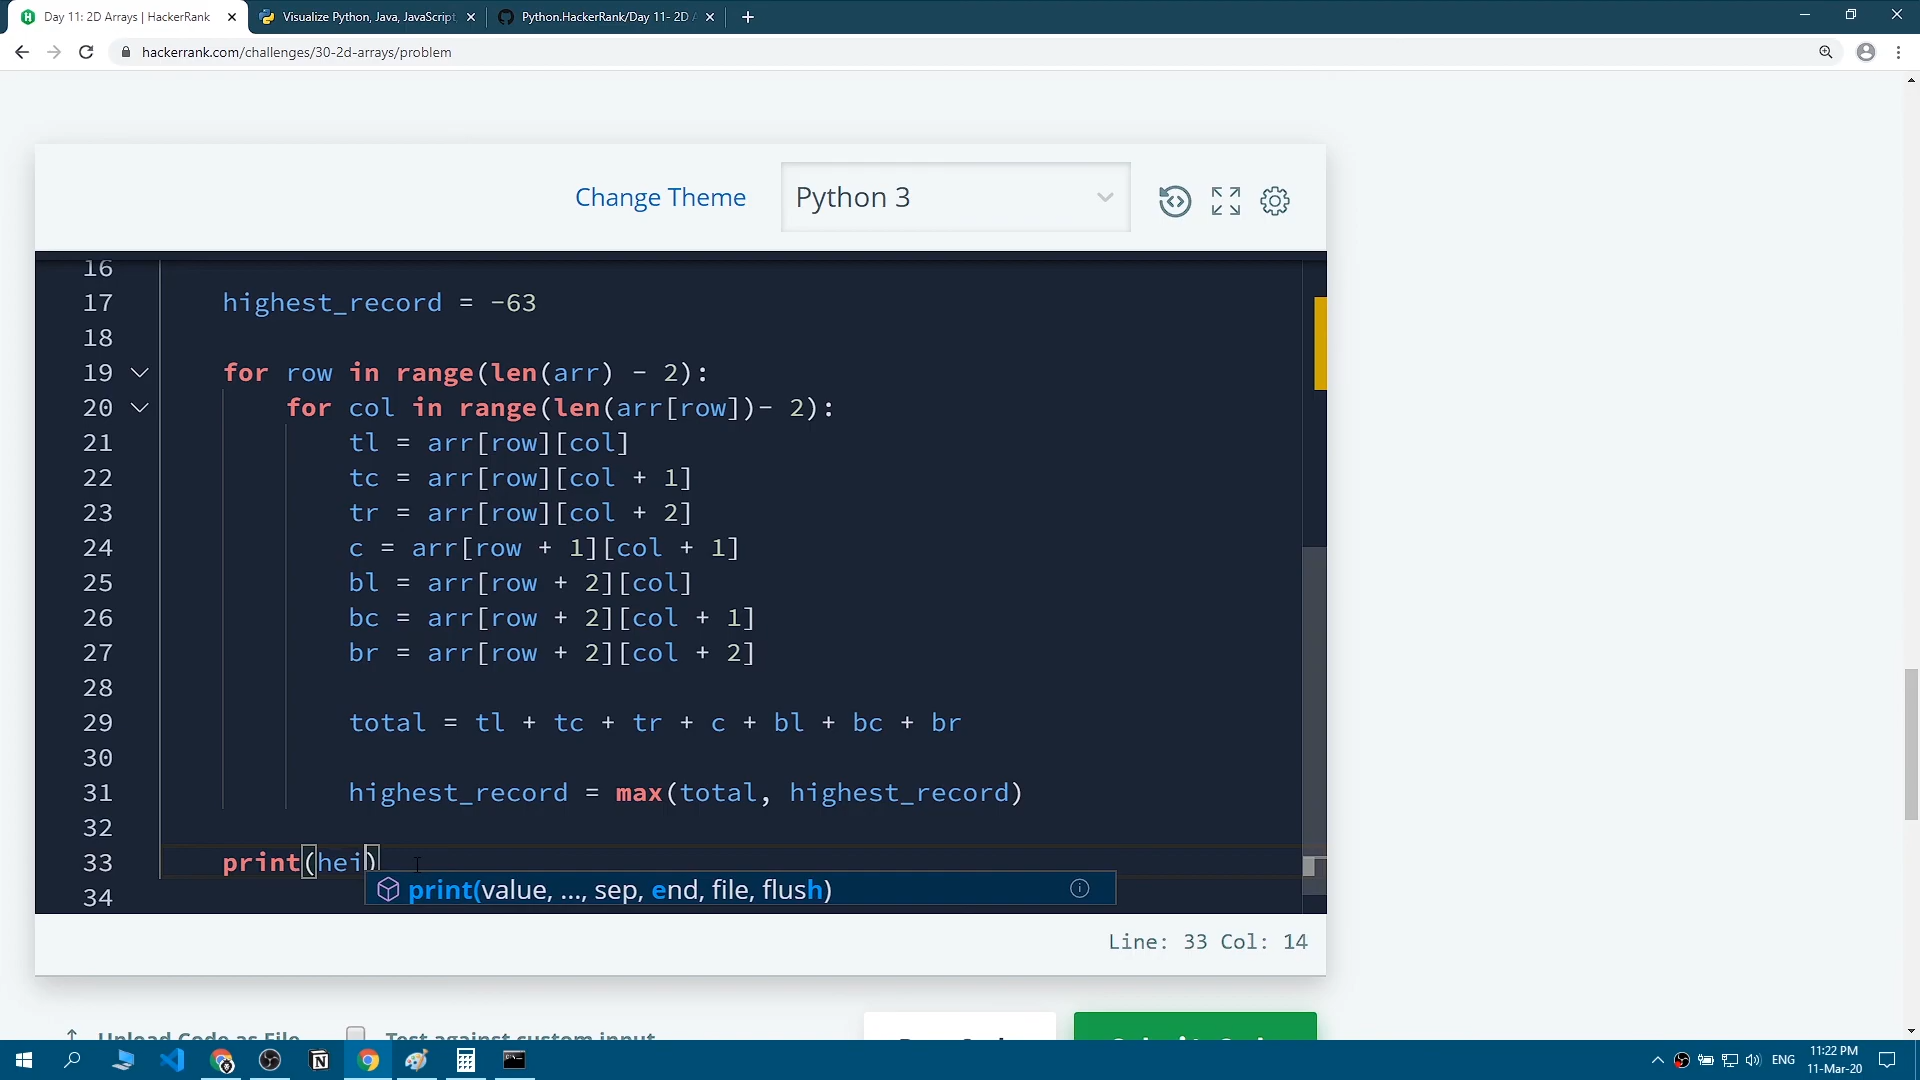 Day 11: 2D Arrays | HackerRank
Visualize Python, Java, JavaScript,
Python.HackerRank/Day 11- 2D A
hackerrank.com/challenges/30-2d-arrays/problem
Change Theme
Python 3
16
17 highest_record = -63
18
19 for row in range(len(arr) - 2):
20 for col in range(len(arr[row])- 2):
21 tl = arr[row][col]
22 tc = arr[row][col + 1]
23 tr = arr[row][col + 2]
24 c = arr[row + 1][col + 1]
25 bl = arr[row + 2][col]
26 bc = arr[row + 2][col + 1]
27 br = arr[row + 2][col + 2]
28
29 total = tl + tc + tr + c + bl + bc + br
30
31 highest_record = max(total, highest_record)
32
33 print(hei)
print(value, ..., sep, end, file, flush)
34
Line: 33 Col: 14
Upload Code as File
Test against custom input
Submit Code
ENG
11:22 PM
11-Mar-20